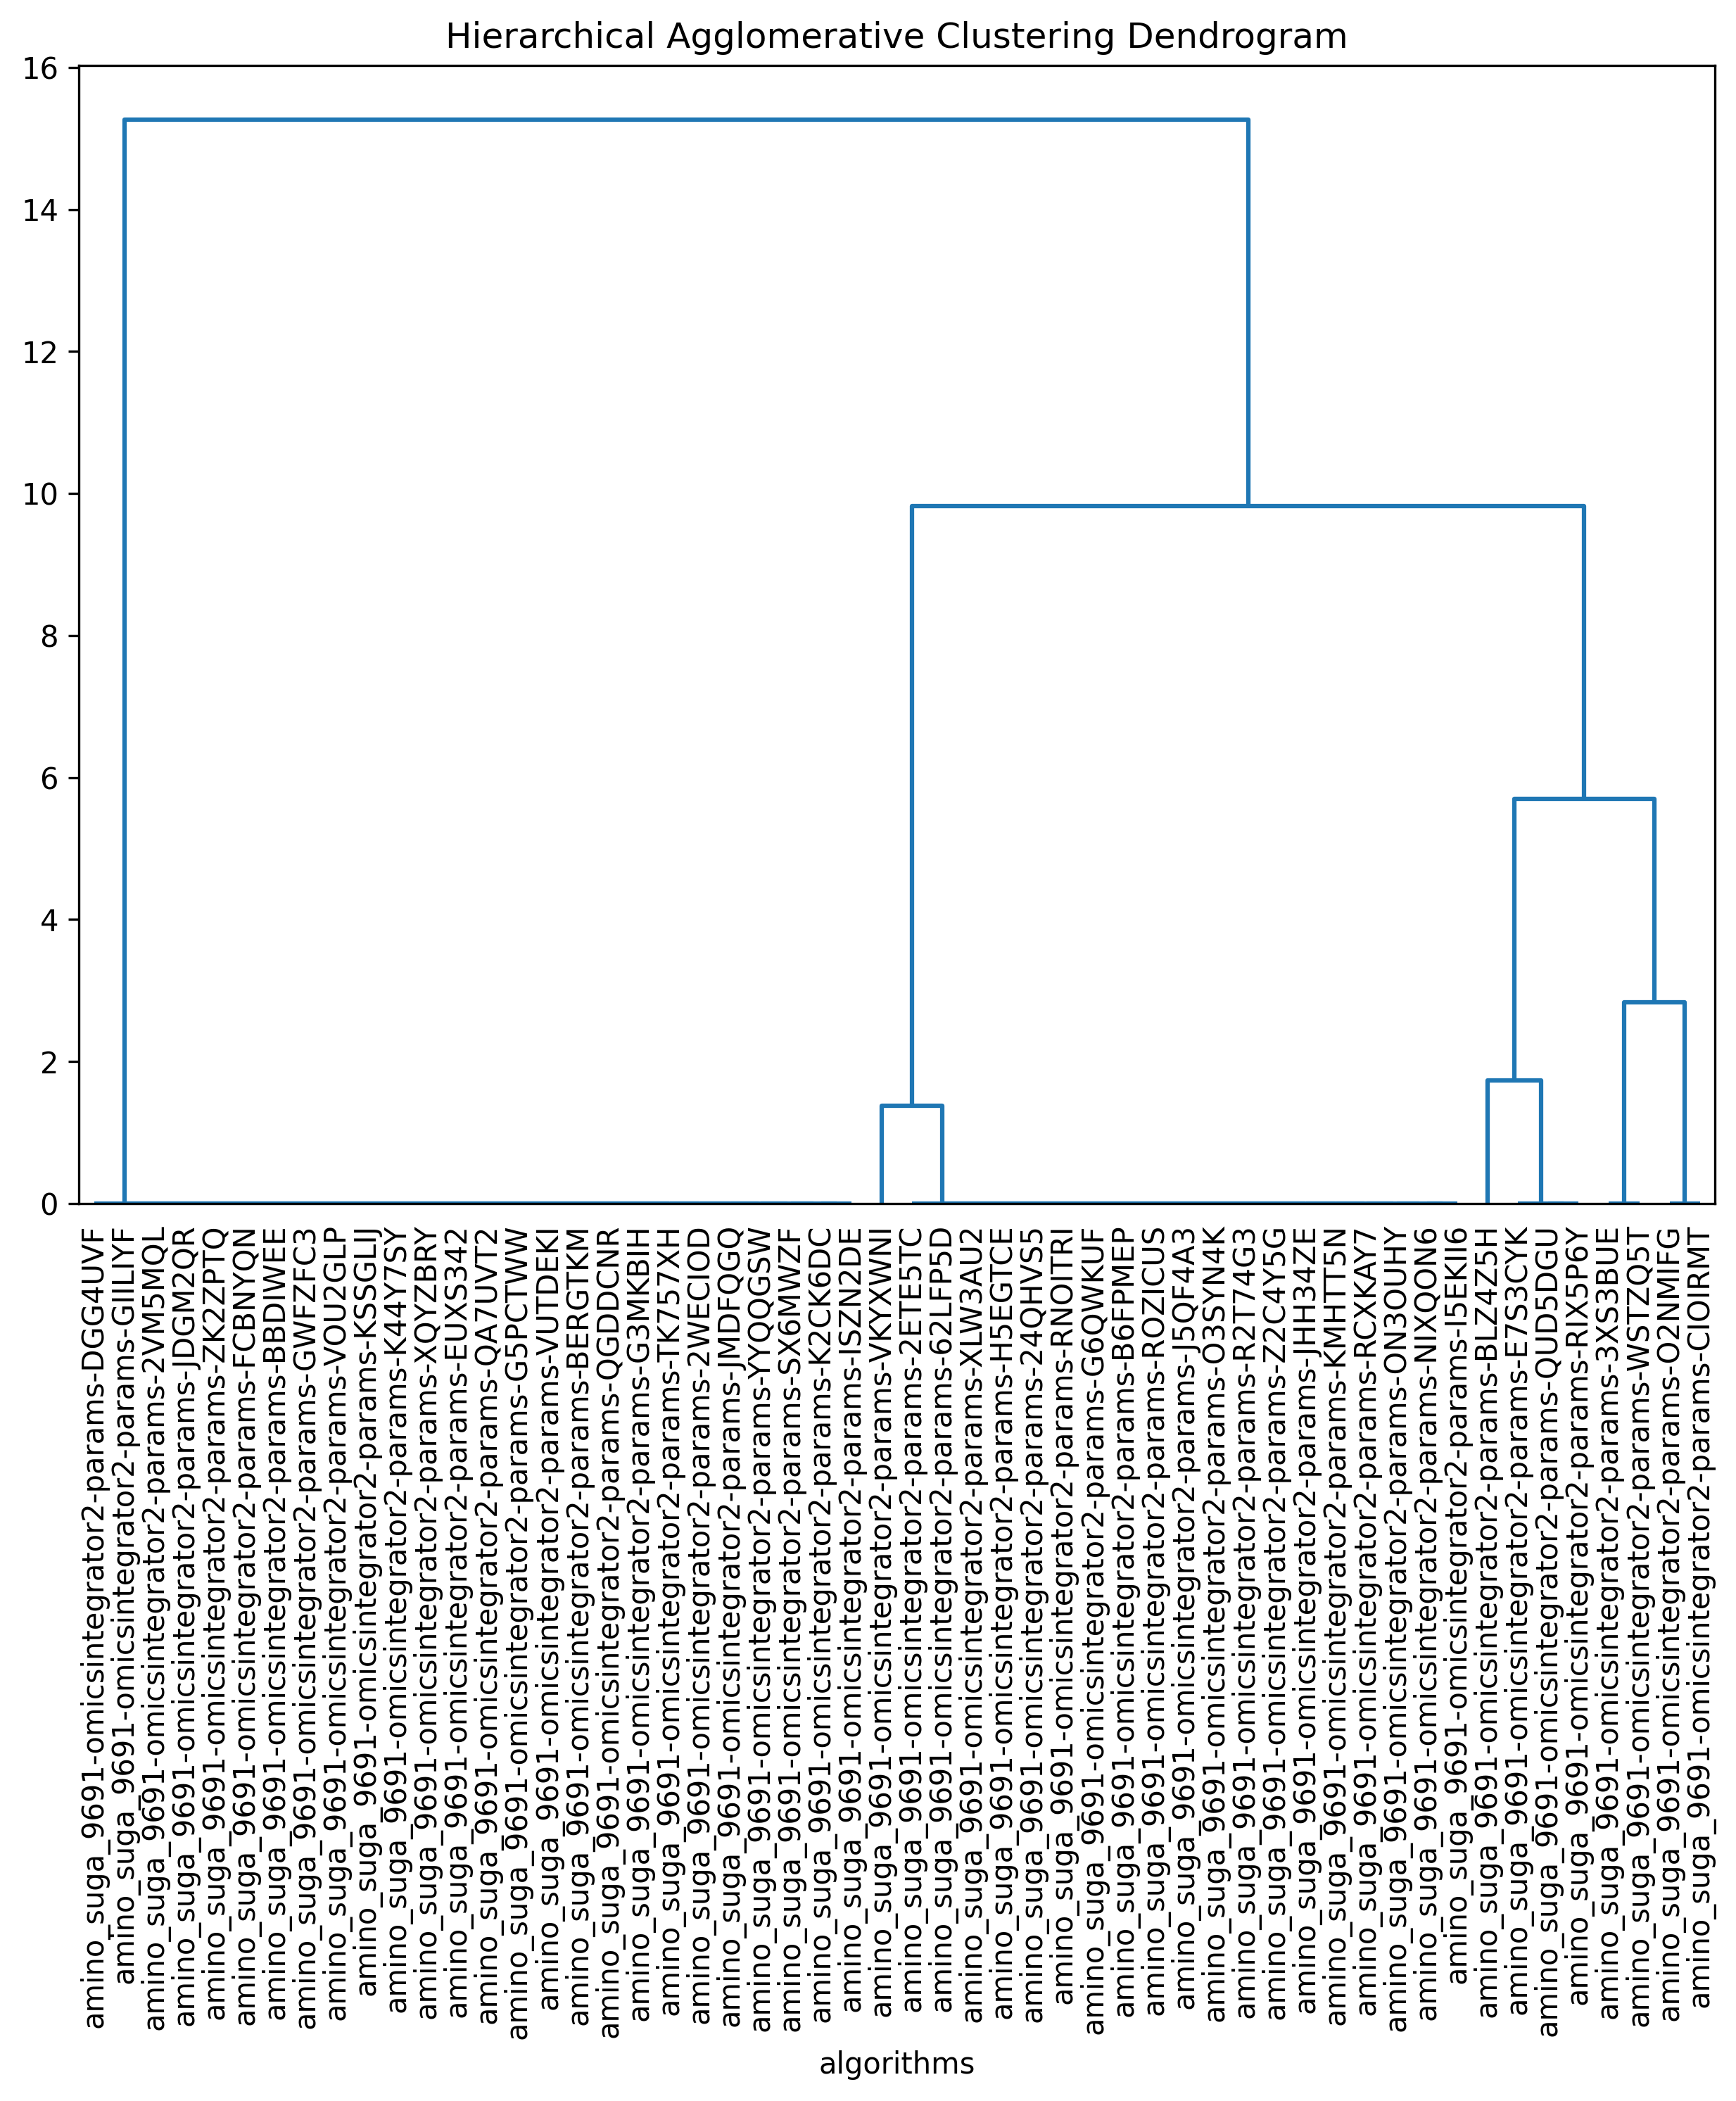 Hierarchical Agglomerative Clustering Dendrogram
16
14
12
10
8
6
4
2
0
amino_suga_9691-omicsintegrator2-params-DGG4UVF
amino_suga_9691-omicsintegrator2-params-GIILIYF
amino_suga_9691-omicsintegrator2-params-2VM5MQL
amino_suga_9691-omicsintegrator2-params-JDGM2QR
amino_suga_9691-omicsintegrator2-params-ZK2ZPTQ
amino_suga_9691-omicsintegrator2-params-FCBNYQN
amino_suga_9691-omicsintegrator2-params-BBDIWEE
amino_suga_9691-omicsintegrator2-params-GWFZFC3
amino_suga_9691-omicsintegrator2-params-VOU2GLP
amino_suga_9691-omicsintegrator2-params-KSSGLIJ
amino_suga_9691-omicsintegrator2-params-K44Y7SY
amino_suga_9691-omicsintegrator2-params-XQYZBRY
amino_suga_9691-omicsintegrator2-params-EUXS342
amino_suga_9691-omicsintegrator2-params-QA7UVT2
amino_suga_9691-omicsintegrator2-params-G5PCTWW
amino_suga_9691-omicsintegrator2-params-VUTDEKI
amino_suga_9691-omicsintegrator2-params-BERGTKM
amino_suga_9691-omicsintegrator2-params-QGDDCNR
amino_suga_9691-omicsintegrator2-params-G3MKBIH
amino_suga_9691-omicsintegrator2-params-TK757XH
amino_suga_9691-omicsintegrator2-params-2WECIOD
amino_suga_9691-omicsintegrator2-params-JMDFQGQ
amino_suga_9691-omicsintegrator2-params-YYQQGSW
amino_suga_9691-omicsintegrator2-params-SX6MWZF
amino_suga_9691-omicsintegrator2-params-K2CK6DC
amino_suga_9691-omicsintegrator2-params-ISZN2DE
amino_suga_9691-omicsintegrator2-params-VKYXWNI
amino_suga_9691-omicsintegrator2-params-2ETE5TC
amino_suga_9691-omicsintegrator2-params-62LFP5D
amino_suga_9691-omicsintegrator2-params-XLW3AU2
amino_suga_9691-omicsintegrator2-params-H5EGTCE
amino_suga_9691-omicsintegrator2-params-24QHVS5
amino_suga_9691-omicsintegrator2-params-RNOITRI
amino_suga_9691-omicsintegrator2-params-G6QWKUF
amino_suga_9691-omicsintegrator2-params-B6FPMEP
amino_suga_9691-omicsintegrator2-params-ROZICUS
amino_suga_9691-omicsintegrator2-params-J5QF4A3
amino_suga_9691-omicsintegrator2-params-O3SYN4K
amino_suga_9691-omicsintegrator2-params-R2T74G3
amino_suga_9691-omicsintegrator2-params-Z2C4Y5G
amino_suga_9691-omicsintegrator2-params-JHH34ZE
amino_suga_9691-omicsintegrator2-params-KMHTT5N
amino_suga_9691-omicsintegrator2-params-RCXKAY7
amino_suga_9691-omicsintegrator2-params-ON3OUHY
amino_suga_9691-omicsintegrator2-params-NIXQON6
amino_suga_9691-omicsintegrator2-params-I5EKII6
amino_suga_9691-omicsintegrator2-params-BLZ4Z5H
amino_suga_9691-omicsintegrator2-params-E7S3CYK
amino_suga_9691-omicsintegrator2-params-QUD5DGU
amino_suga_9691-omicsintegrator2-params-RIX5P6Y
amino_suga_9691-omicsintegrator2-params-3XS3BUE
amino_suga_9691-omicsintegrator2-params-WSTZQ5T
amino_suga_9691-omicsintegrator2-params-O2NMIFG
amino_suga_9691-omicsintegrator2-params-CIOIRMT
algorithms